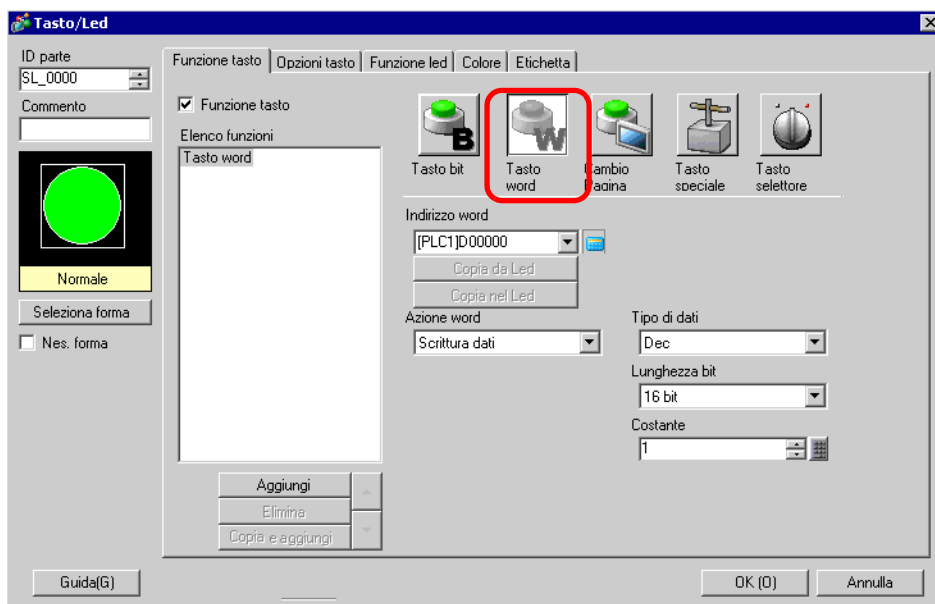 Tasto/Led
ID parte
SL_0000
Commento
Normale
Seleziona forma
Nes. forma
Funzione tasto
Opzioni tasto
Funzione led
Colore
Etichetta
Funzione tasto
Elenco funzioni
Tasto word
Aggiungi
Elimina
Copia e aggiungi
B
W
Tasto bit
Tasto
word
Cambio
Pagina
Tasto
speciale
Tasto
selettore
Indirizzo word
[PLC1]D00000
Copia da Led
Copia nel Led
Azione word
Scrittura dati
Tipo di dati
Dec
Lunghezza bit
16 bit
Costante
1
Guida(G)
OK (O)
Annulla